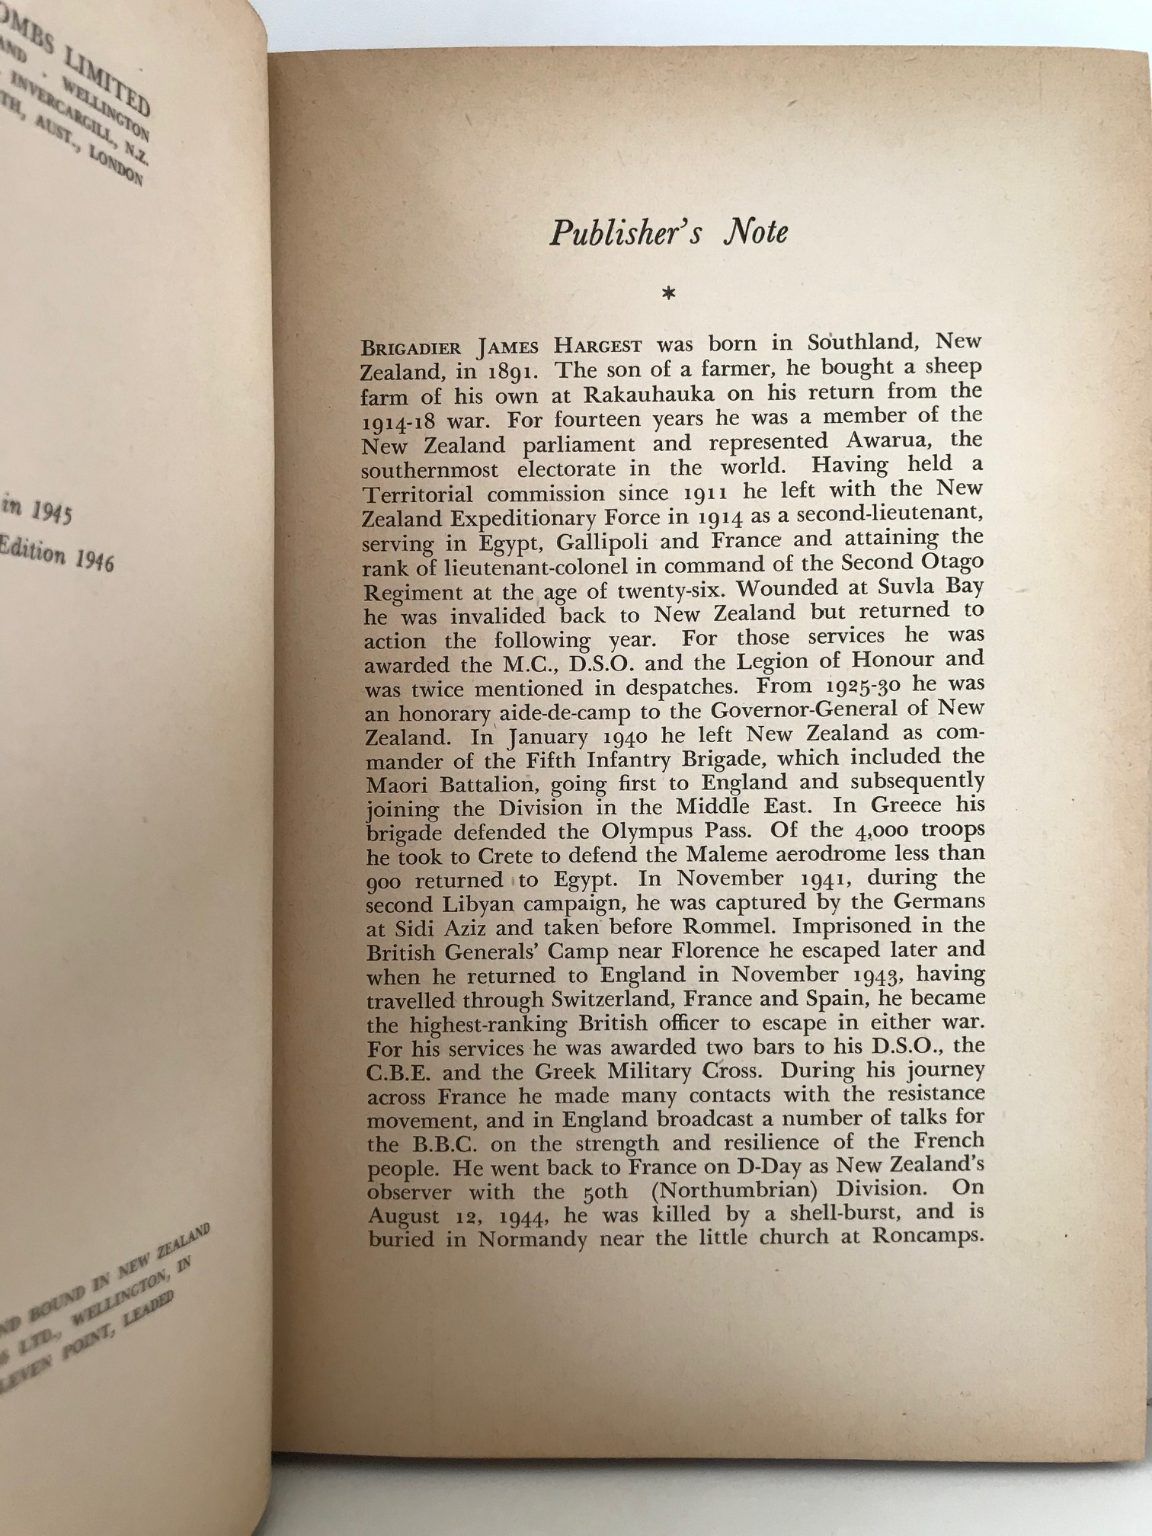 OMBS LIMITED
AND · WELLINGTON
INVERCARGILL, N.Z.
TH, AUST., LONDON
in 1945
Edition 1946
ND BOUND IN NEW ZEALAND
LTD., WELLINGTON, IN
LEVEN POINT, LEADED
Publisher's Note
*
BRIGADIER JAMES HARGEST was born in Southland, New
Zealand, in 1891. The son of a farmer, he bought a sheep
farm of his own at Rakauhauka on his return from the
1914-18 war. For fourteen years he was a member of the
New Zealand parliament and represented Awarua, the
southernmost electorate in the world. Having held a
Territorial commission since 1911 he left with the New
Zealand Expeditionary Force in 1914 as a second-lieutenant,
serving in Egypt, Gallipoli and France and attaining the
rank of lieutenant-colonel in command of the Second Otago
Regiment at the age of twenty-six. Wounded at Suvla Bay
he was invalided back to New Zealand but returned to
action the following year. For those services he was
awarded the M.C., D.S.O. and the Legion of Honour and
was twice mentioned in despatches. From 1925-30 he was
an honorary aide-de-camp to the Governor-General of New
Zealand. In January 1940 he left New Zealand as com-
mander of the Fifth Infantry Brigade, which included the
Maori Battalion, going first to England and subsequently
joining the Division in the Middle East. In Greece his
brigade defended the Olympus Pass. Of the 4,000 troops
he took to Crete to defend the Maleme aerodrome less than
900 returned to Egypt. In November 1941, during the
second Libyan campaign, he was captured by the Germans
at Sidi Aziz and taken before Rommel. Imprisoned in the
British Generals' Camp near Florence he escaped later and
when he returned to England in November 1943, having
travelled through Switzerland, France and Spain, he became
the highest-ranking British officer to escape in either war.
For his services he was awarded two bars to his D.S.O., the
C.B.E. and the Greek Military Cross. During his journey
across France he made many contacts with the resistance
movement, and in England broadcast a number of talks for
the B.B.C. on the strength and resilience of the French
people. He went back to France on D-Day as New Zealand's
observer with the 50th (Northumbrian) Division. On
August 12, 1944, he was killed by a shell-burst, and is
buried in Normandy near the little church at Roncamps.